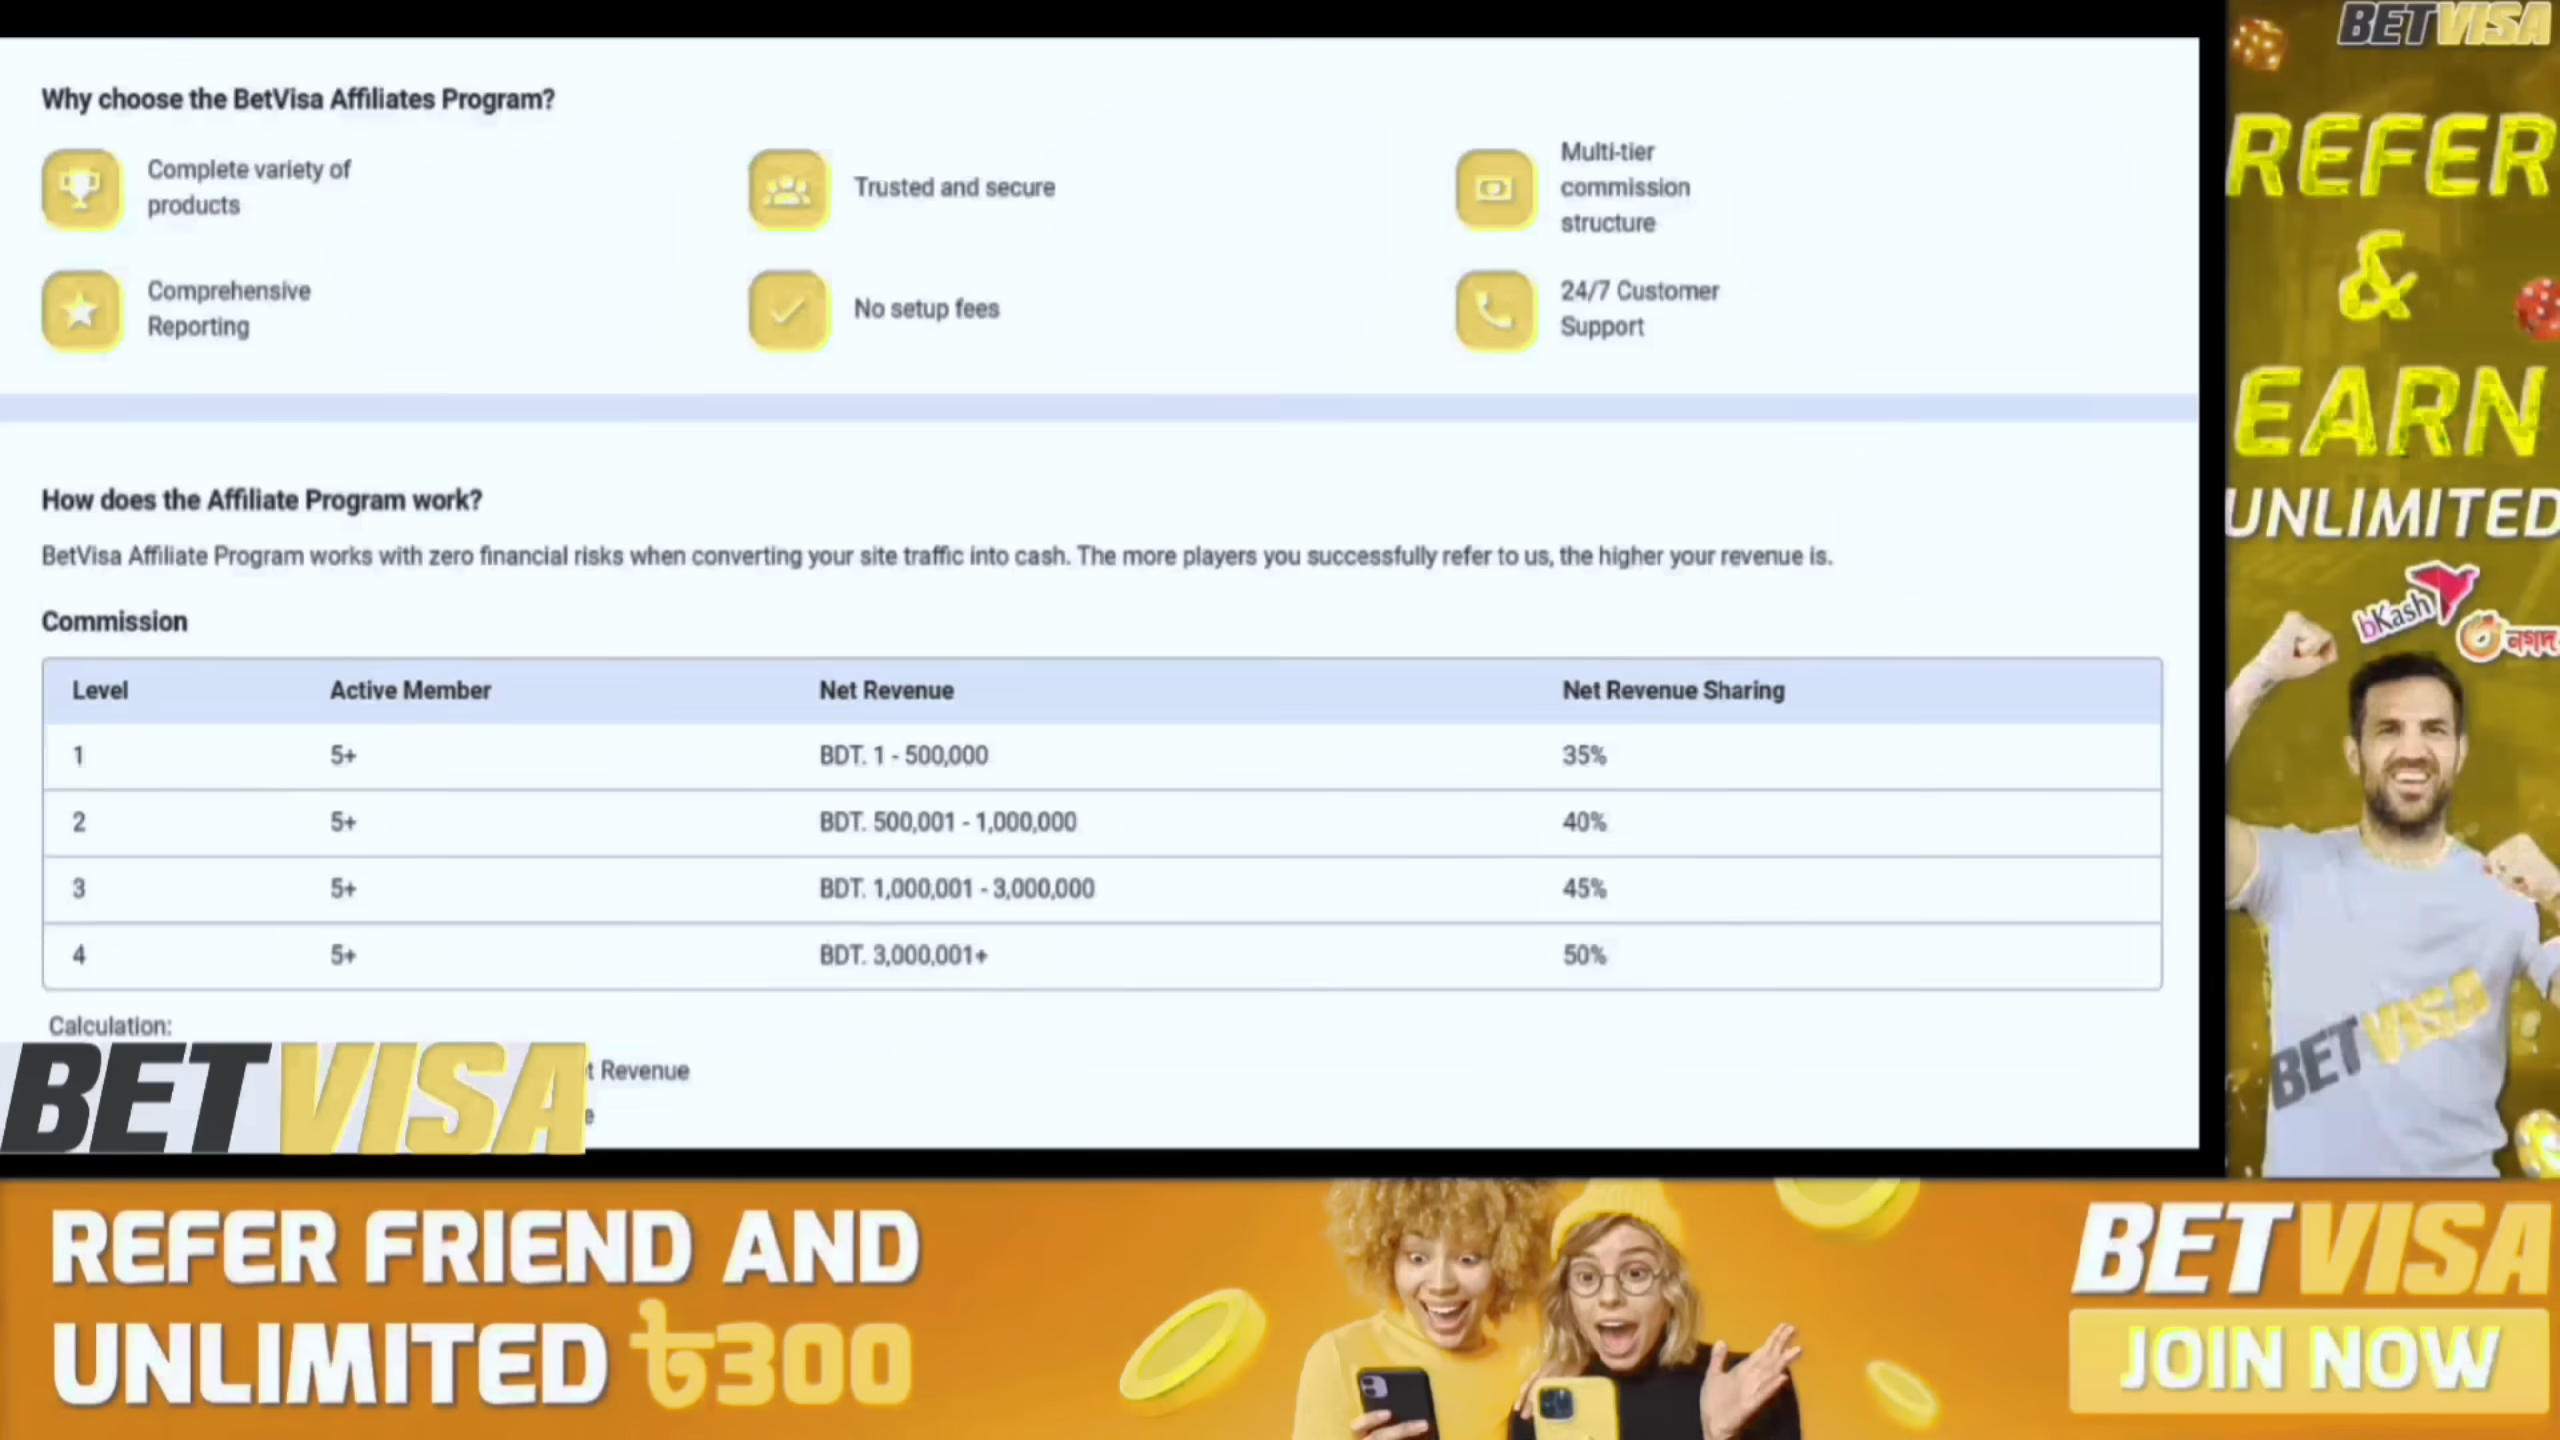 Why choose the BetVisa Affiliates Program?
Complete variety of
products
Trusted and secure
Multi-tier
commission
structure
Comprehensive
Reporting
No setup fees
24/7 Customer
Support
How does the Affiliate Program work?
BetVisa Affiliate Program works with zero financial risks when converting your site traffic into cash. The more players you successfully refer to us, the higher your revenue is.
Commission
Level Active Member Net Revenue Net Revenue Sharing
1 5+ BDT. 1 - 500,000 35%
2 5+ BDT. 500,001 - 1,000,000 40%
3 5+ BDT. 1,000,001 - 3,000,000 45%
4 5+ BDT. 3,000,001+ 50%
Calculation:
Revenue
BETVISA
BETVISA
REFER
&
EARN
UNLIMITED
bKash
নগদ
BETVISA
REFER FRIEND AND
UNLIMITED ৳300
BETVISA
JOIN NOW